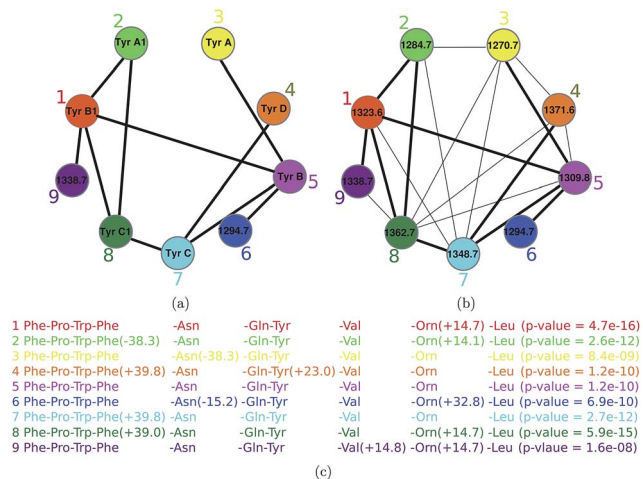 2
3
Tyr A1
Tyr A
1
4
Tyr B1
Tyr D
1338.7
Tyr B
5
9
Tyr C1
1294.7
8
Tyr C
6
7
(a)
2
3
1284.7
1270.7
1
4
1323.6
1371.6
1338.7
1309.8
5
9
1362.7
1294.7
8
1348.7
6
7
(b)
1 Phe-Pro-Trp-Phe -Asn -Gln-Tyr -Val -Orn(+14.7) -Leu (p-value = 4.7e-16)
2 Phe-Pro-Trp-Phe(-38.3) -Asn -Gln-Tyr -Val -Orn(+14.1) -Leu (p-value = 2.6e-12)
3 Phe-Pro-Trp-Phe -Asn(-38.3) -Gln-Tyr -Val -Orn -Leu (p-value = 8.4e-09)
4 Phe-Pro-Trp-Phe(+39.8) -Asn -Gln-Tyr(+23.0) -Val -Orn -Leu (p-value = 1.2e-10)
5 Phe-Pro-Trp-Phe -Asn -Gln-Tyr -Val -Orn -Leu (p-value = 1.2e-10)
6 Phe-Pro-Trp-Phe -Asn(-15.2) -Gln-Tyr -Val -Orn(+32.8) -Leu (p-value = 6.9e-10)
7 Phe-Pro-Trp-Phe(+39.8) -Asn -Gln-Tyr -Val -Orn -Leu (p-value = 2.7e-12)
8 Phe-Pro-Trp-Phe(+39.0) -Asn -Gln-Tyr -Val -Orn(+14.7) -Leu (p-value = 5.9e-15)
9 Phe-Pro-Trp-Phe -Asn -Gln-Tyr -Val(+14.8) -Orn(+14.7) -Leu (p-vlaue = 1.6e-08)
(c)